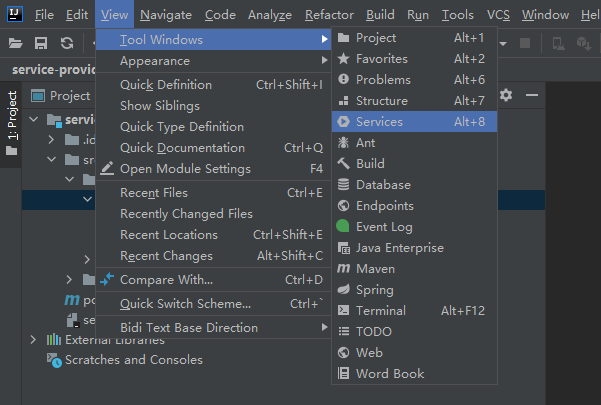 File Edit View Navigate Code Analyze Refactor Build Run Tools VCS Window Hel
service-provid
1: Project
Project
servic
.id
sr
po
se
External Libraries
Scratches and Consoles
Tool Windows
Appearance
Quick Definition Ctrl+Shift+I
Show Siblings
Quick Type Definition
Quick Documentation Ctrl+Q
Open Module Settings F4
Recent Files Ctrl+E
Recently Changed Files
Recent Locations Ctrl+Shift+E
Recent Changes Alt+Shift+C
Compare With... Ctrl+D
Quick Switch Scheme... Ctrl+`
Bidi Text Base Direction
Project Alt+1
Favorites Alt+2
Problems Alt+6
Structure Alt+7
Services Alt+8
Ant
Build
Database
Endpoints
Event Log
Java Enterprise
Maven
Spring
Terminal Alt+F12
TODO
Web
Word Book